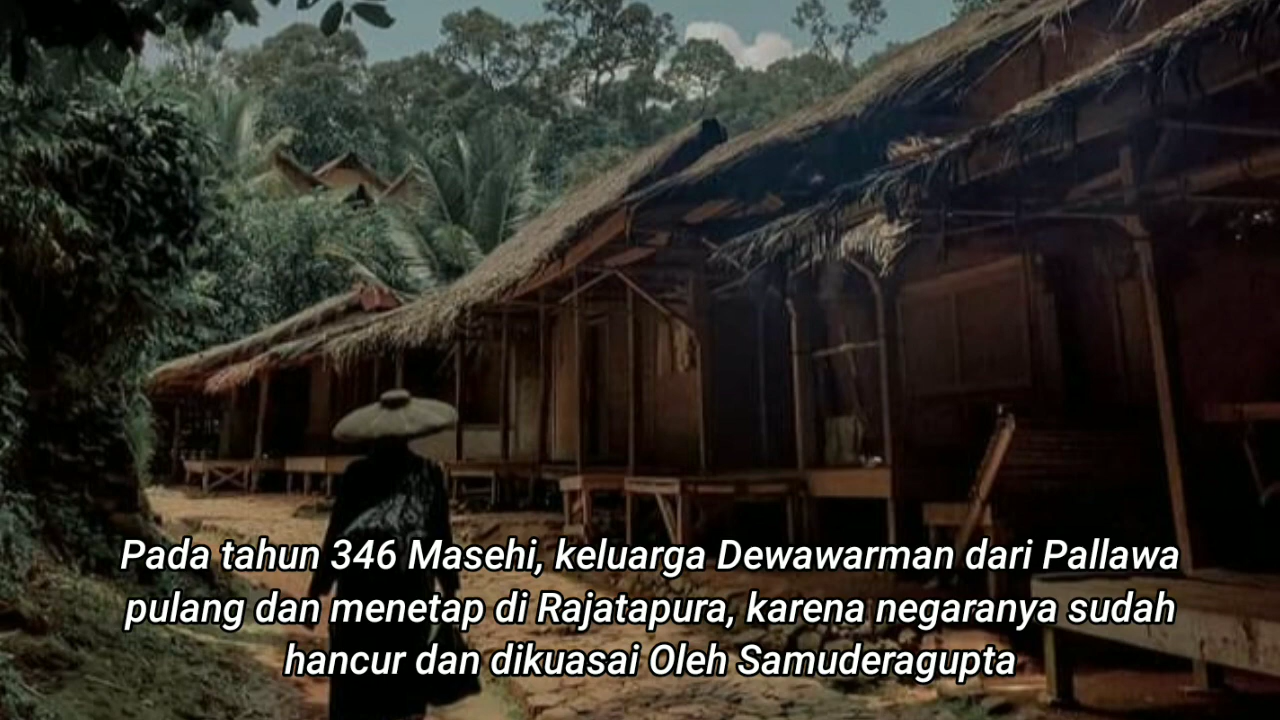 Pada tahun 346 Masehi, keluarga Dewawarman dari Pallawa
pulang dan menetap di Rajatapura, karena negaranya sudah
hancur dan dikuasai Oleh Samuderagupta